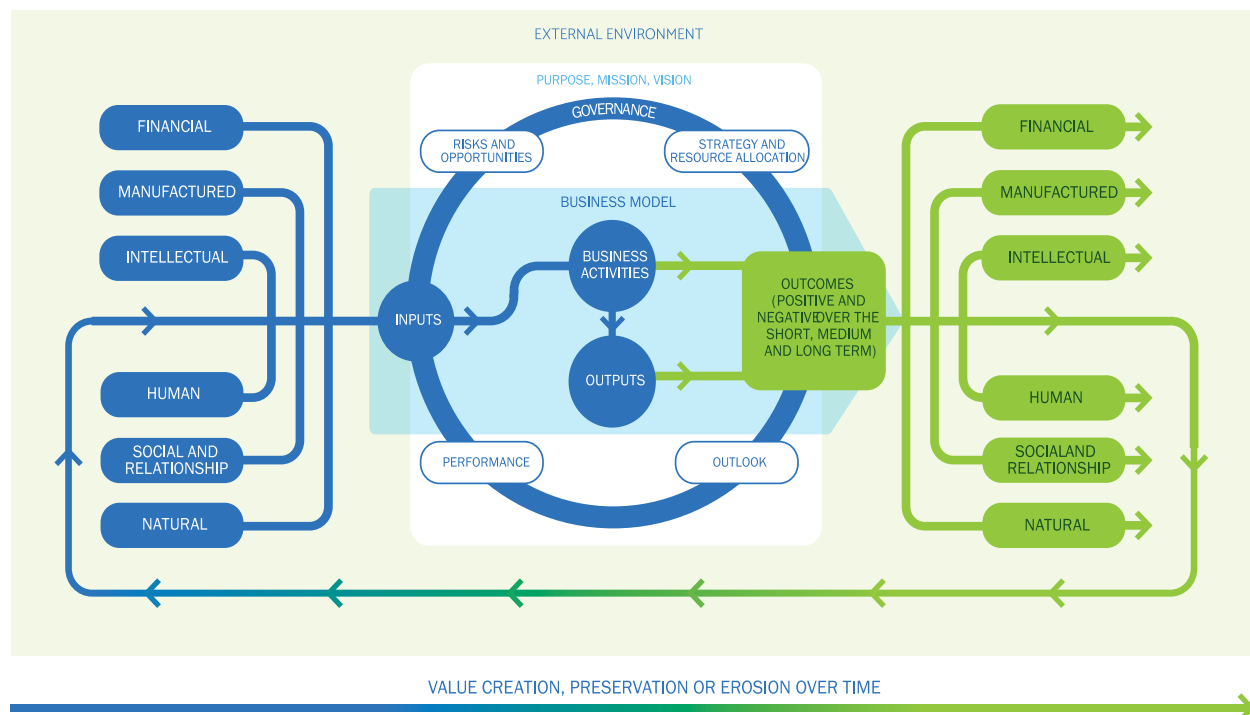 EXTERNAL ENVIRONMENT
PURPOSE, MISSION, VISION
GOVERNANCE
FINANCIAL
MANUFACTURED
INTELLECTUAL
HUMAN
SOCIAL AND
RELATIONSHIP
NATURAL
RISKS AND
OPPORTUNITIES
STRATEGY AND
RESOURCE ALLOCATION
BUSINESS MODEL
INPUTS
BUSINESS
ACTIVITIES
OUTPUTS
OUTCOMES
(POSITIVE AND
NEGATIVEOVER THE
SHORT, MEDIUM
AND LONG TERM)
PERFORMANCE
OUTLOOK
FINANCIAL
MANUFACTURED
INTELLECTUAL
HUMAN
SOCIALAND
RELATIONSHIP
NATURAL
VALUE CREATION, PRESERVATION OR EROSION OVER TIME